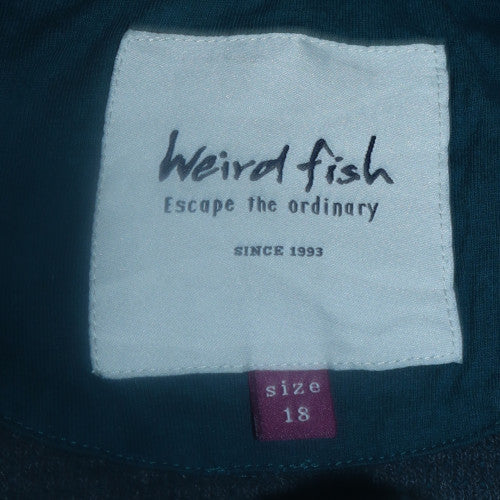 Weird fish
Escape the ordinary
SINCE 1993
size
18